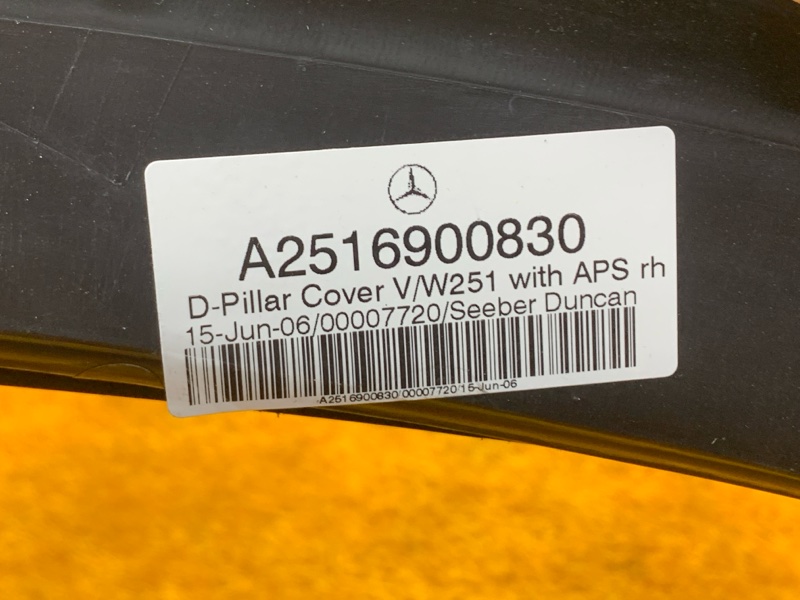 A2516900830
D-Pillar Cover V/W251 with APS rh
15-Jun-06/00007720/Seeber Duncan
A2516900830/00007720/15-Jun-06